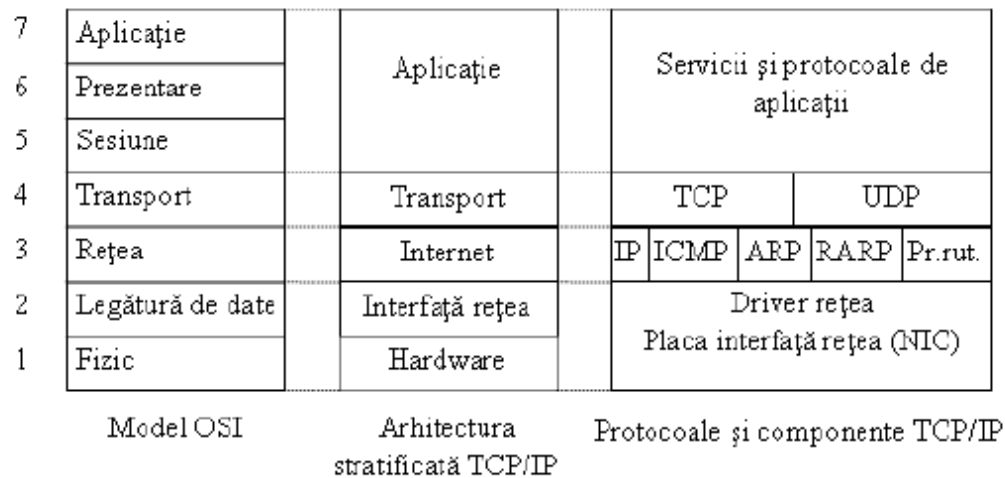 7 Aplicaţie
6 Prezentare
5 Sesiune
4 Transport
3 Reţea
2 Legătură de date
1 Fizic
Model OSI
Aplicaţie
Transport
Internet
Interfaţă reţea
Hardware
Arhitectura
stratificată TCP/IP
Servicii şi protocoale de
aplicaţii
TCP UDP
IP ICMP ARP RARP Pr.rut.
Driver reţea
Placa interfaţă reţea (NIC)
Protocoale şi componente TCP/IP